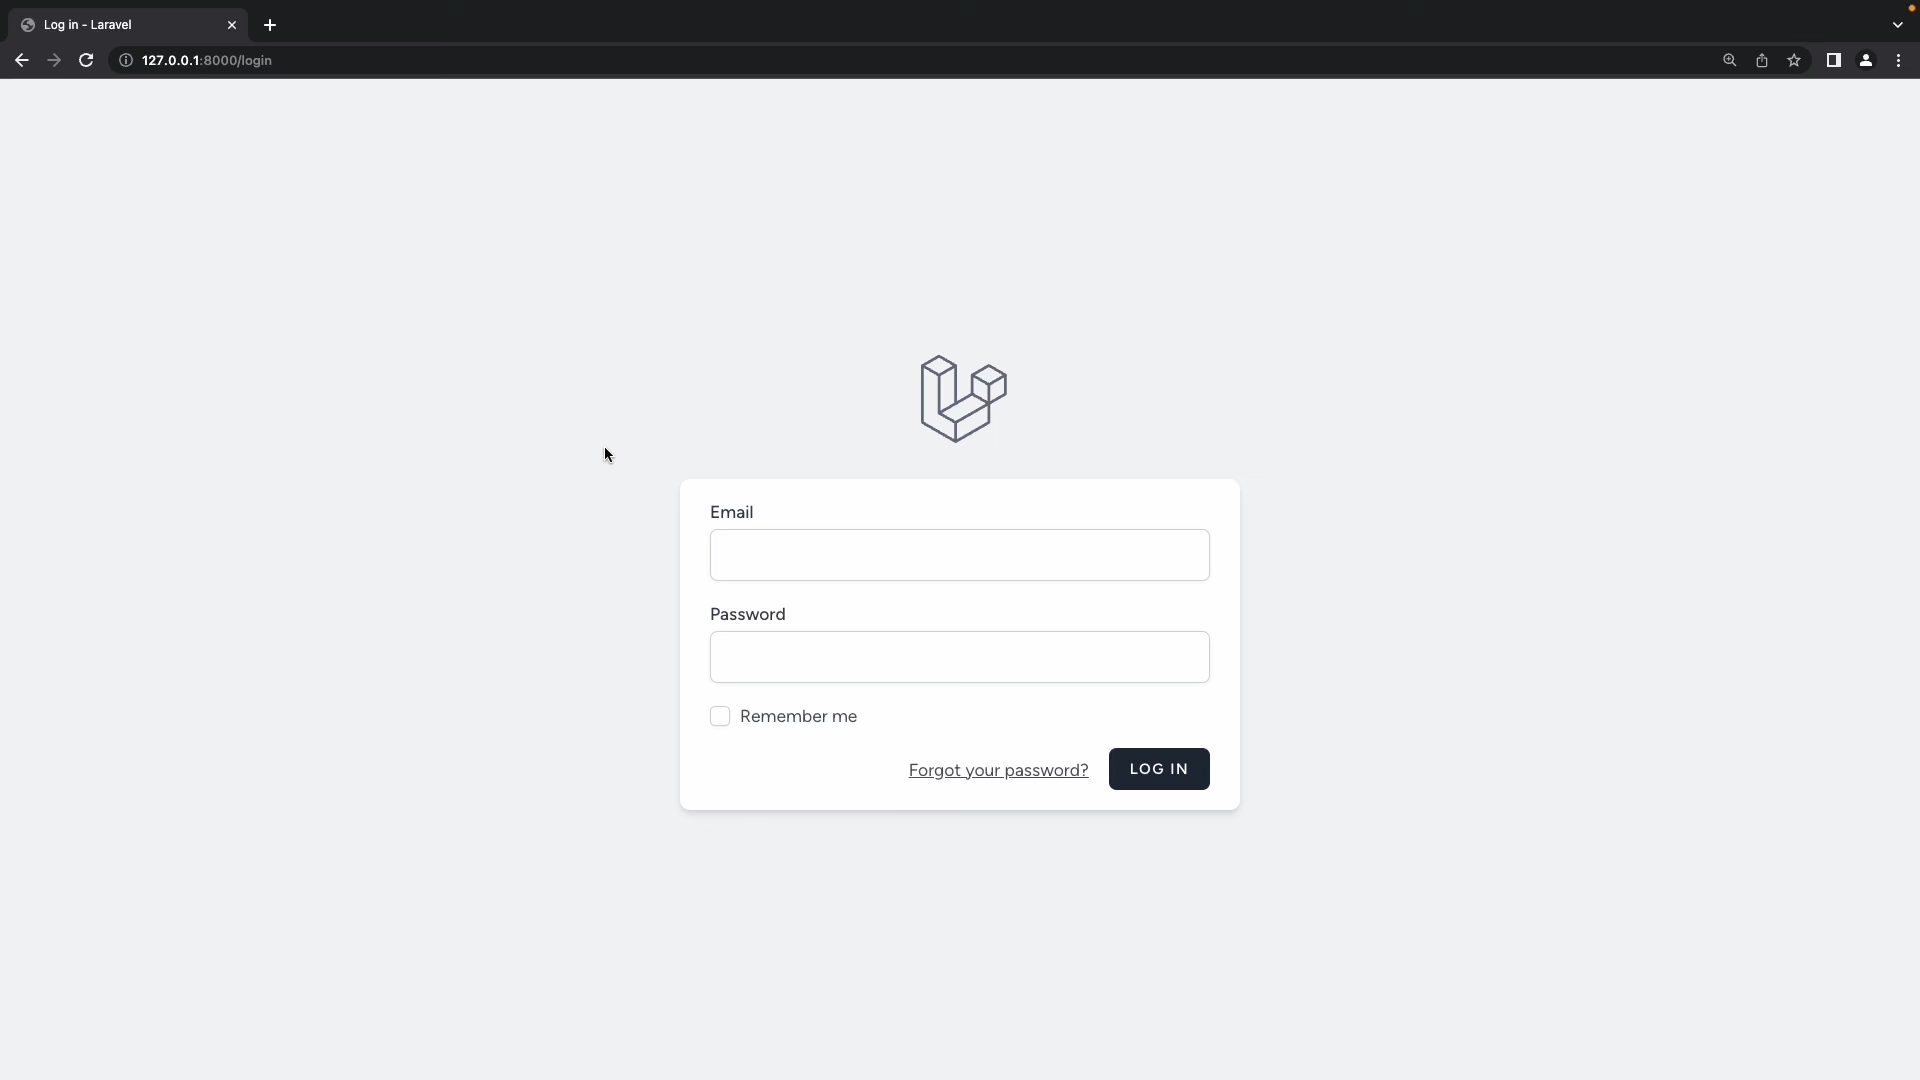 Log in - Laravel
127.0.0.1:8000/login
Email
Password
Remember me
Forgot your password?
LOG IN